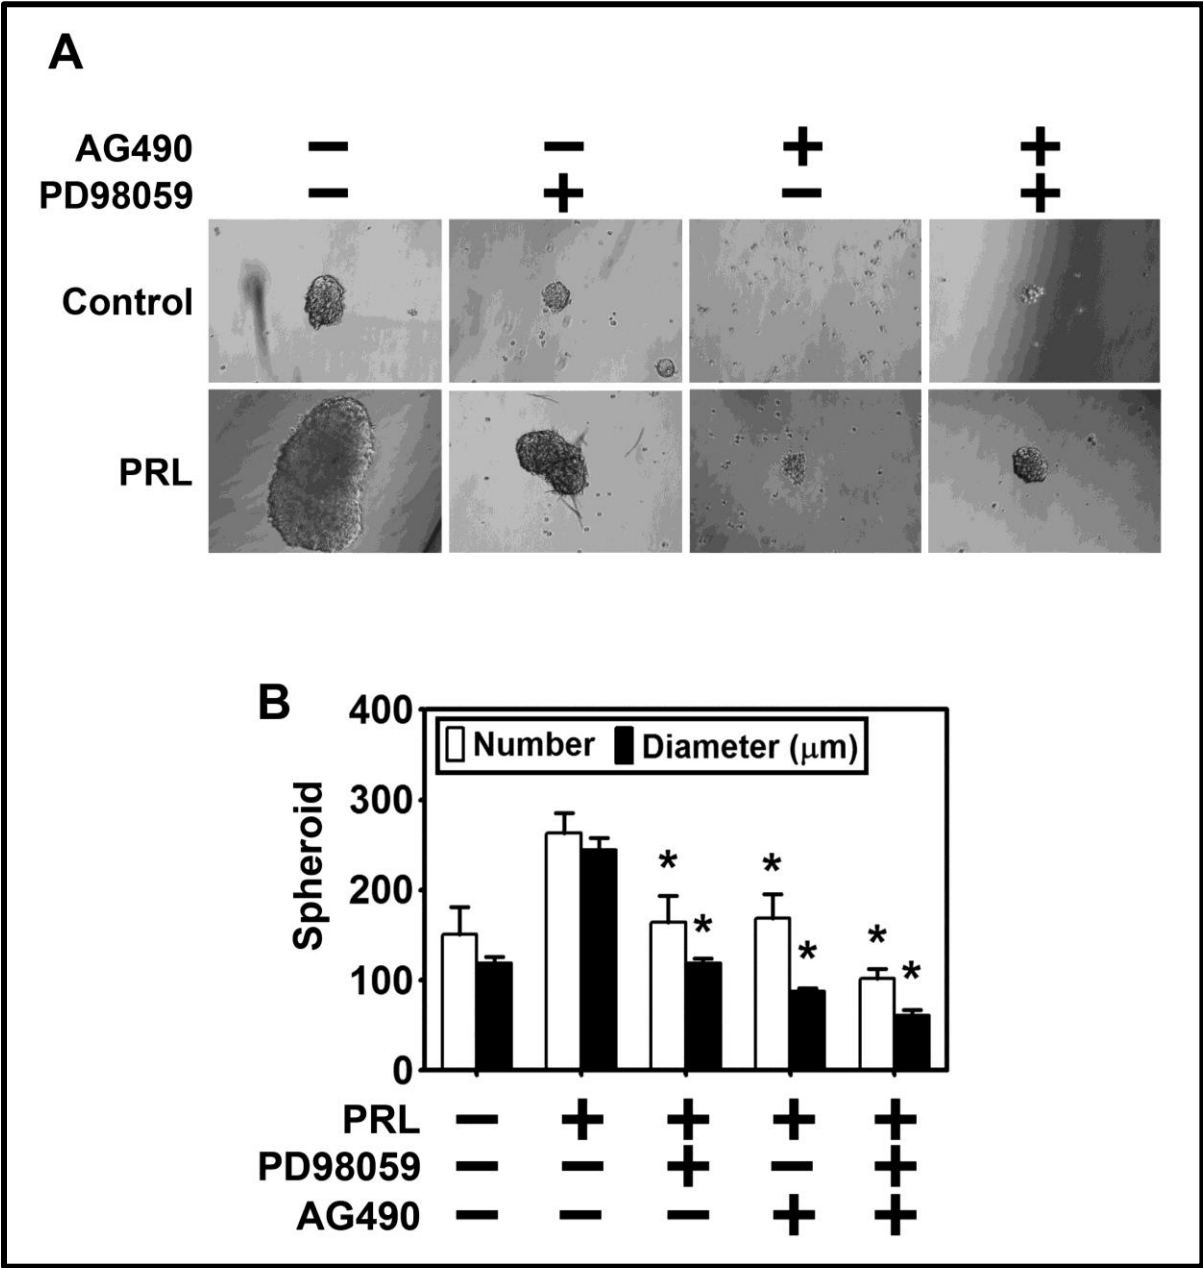 A
AG490 − − + +
PD98059 − + − +
Control
PRL
B
400
Number Diameter (μm)
300
200
100
0
Spheroid
* * * * * *
PRL − + + + +
PD98059 − − + − +
AG490 − − − + +